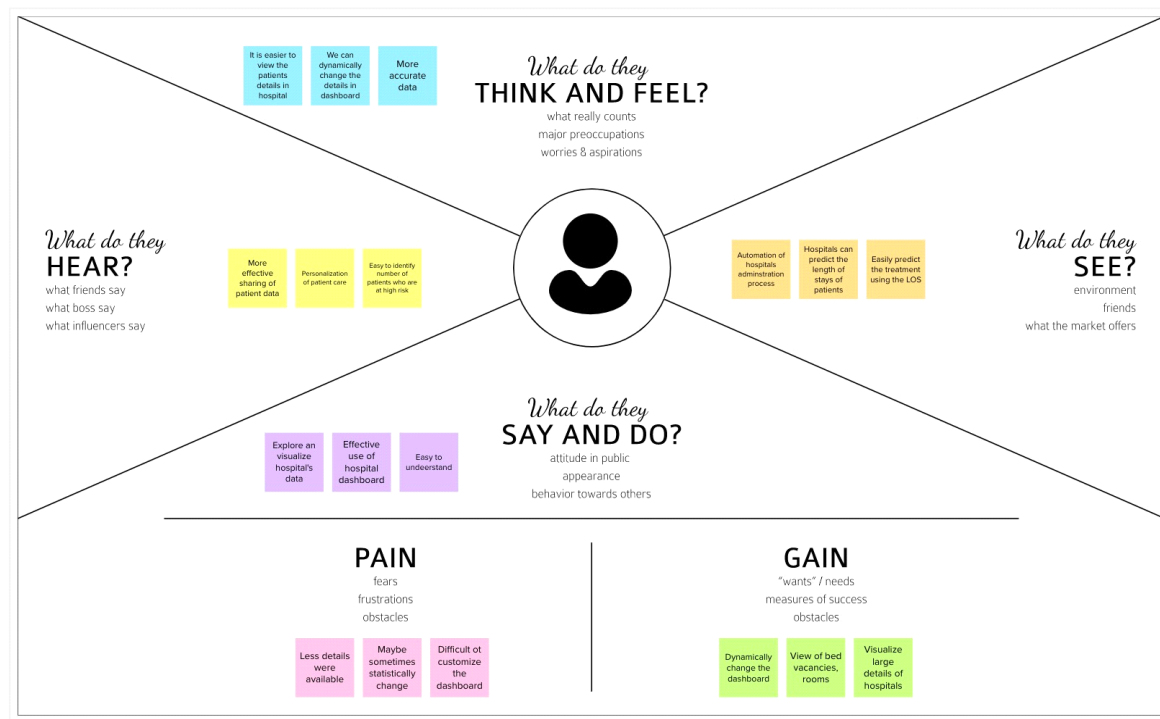 It is easier to
view the
patients
details in
hospital
We can
dynamically
change the
details in
dashboard
More
accurate
data
What do they
THINK AND FEEL?
what really counts
major preoccupations
worries & aspirations
What do they
HEAR?
what friends say
what boss say
what influencers say
More
effective
sharing of
patient data
Personalization
of patient care
Easy to identify
number of
patients who are
at high risk
Automation of
hospitals
adminstration
process
Hospitals can
predict the
length of
stays of
patients
Easily predict
the treatment
using the LOS
What do they
SEE?
environment
friends
what the market offers
What do they
SAY AND DO?
attitude in public
appearance
behavior towards others
Explore an
visualize
hospital's
data
Effective
use of
hospital
dashboard
Easy to
undeerstand
PAIN
fears
frustrations
obstacles
Less details
were
available
Maybe
sometimes
statistically
change
Difficult ot
customize
the
dashboard
GAIN
"wants" / needs
measures of success
obstacles
Dynamically
change the
dashboard
View of bed
vacancies,
rooms
Visualize
large
details of
hospitals